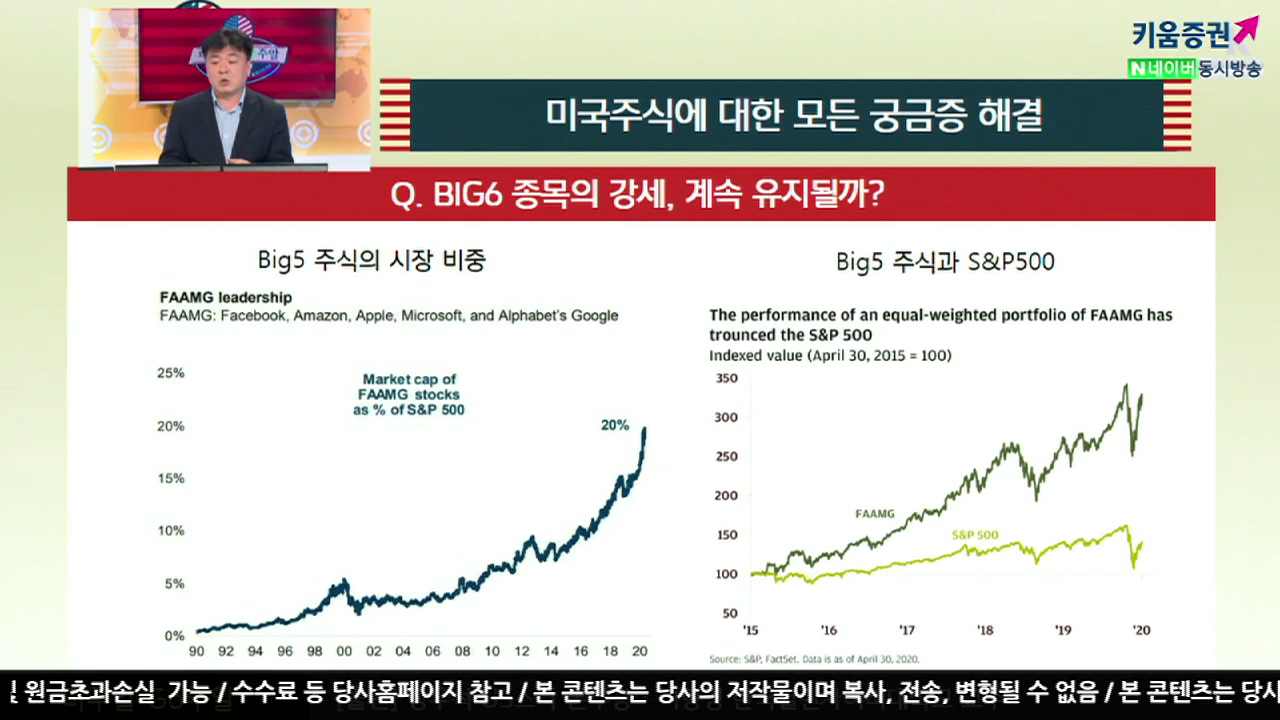 키움증권
N네이버 동시방송
미국주식에 대한 모든 궁금증 해결
Q. BIG6 종목의 강세, 계속 유지될까?
Big5 주식의 시장 비중
FAAMG leadership
FAAMG: Facebook, Amazon, Apple, Microsoft, and Alphabet's Google
25%
Market cap of
FAAMG stocks
as % of S&P 500
20%
20%
15%
10%
5%
0%
90 92 94 96 98 00 02 04 06 08 10 12 14 16 18 20
Big5 주식과 S&P500
The performance of an equal-weighted portfolio of FAAMG has
trounced the S&P 500
Indexed value (April 30, 2015 = 100)
350
300
250
200
FAAMG
150
S&P 500
100
50
'15 '16 '17 '18 '19 '20
Source: S&P, FactSet. Data is as of April 30, 2020.
원금초과손실 가능 / 수수료 등 당사홈페이지 참고 / 본 콘텐츠는 당사의 저작물이며 복사, 전송, 변형될 수 없음 / 본 콘텐츠는